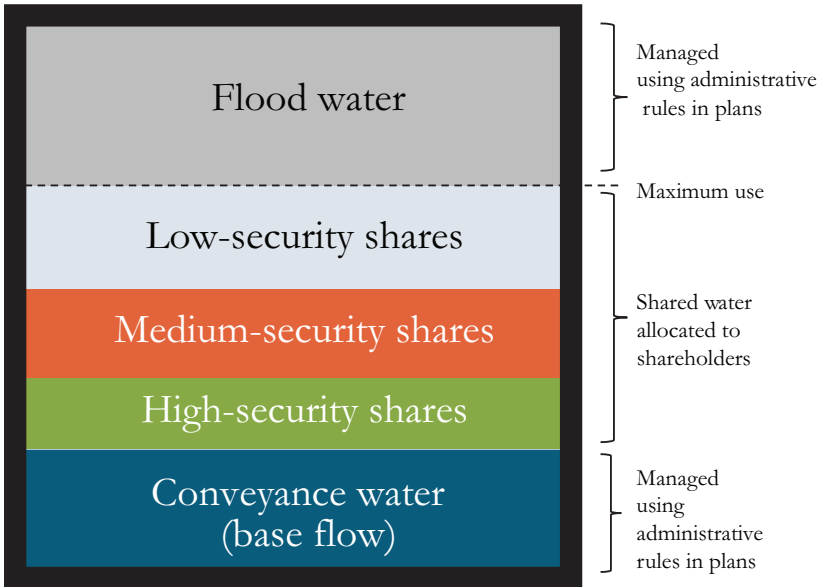 Flood water
Managed
using administrative
rules in plans
Maximum use
Low-security shares
Medium-security shares
High-security shares
Shared water
allocated to
shareholders
Conveyance water
(base flow)
Managed
using
administrative
rules in plans